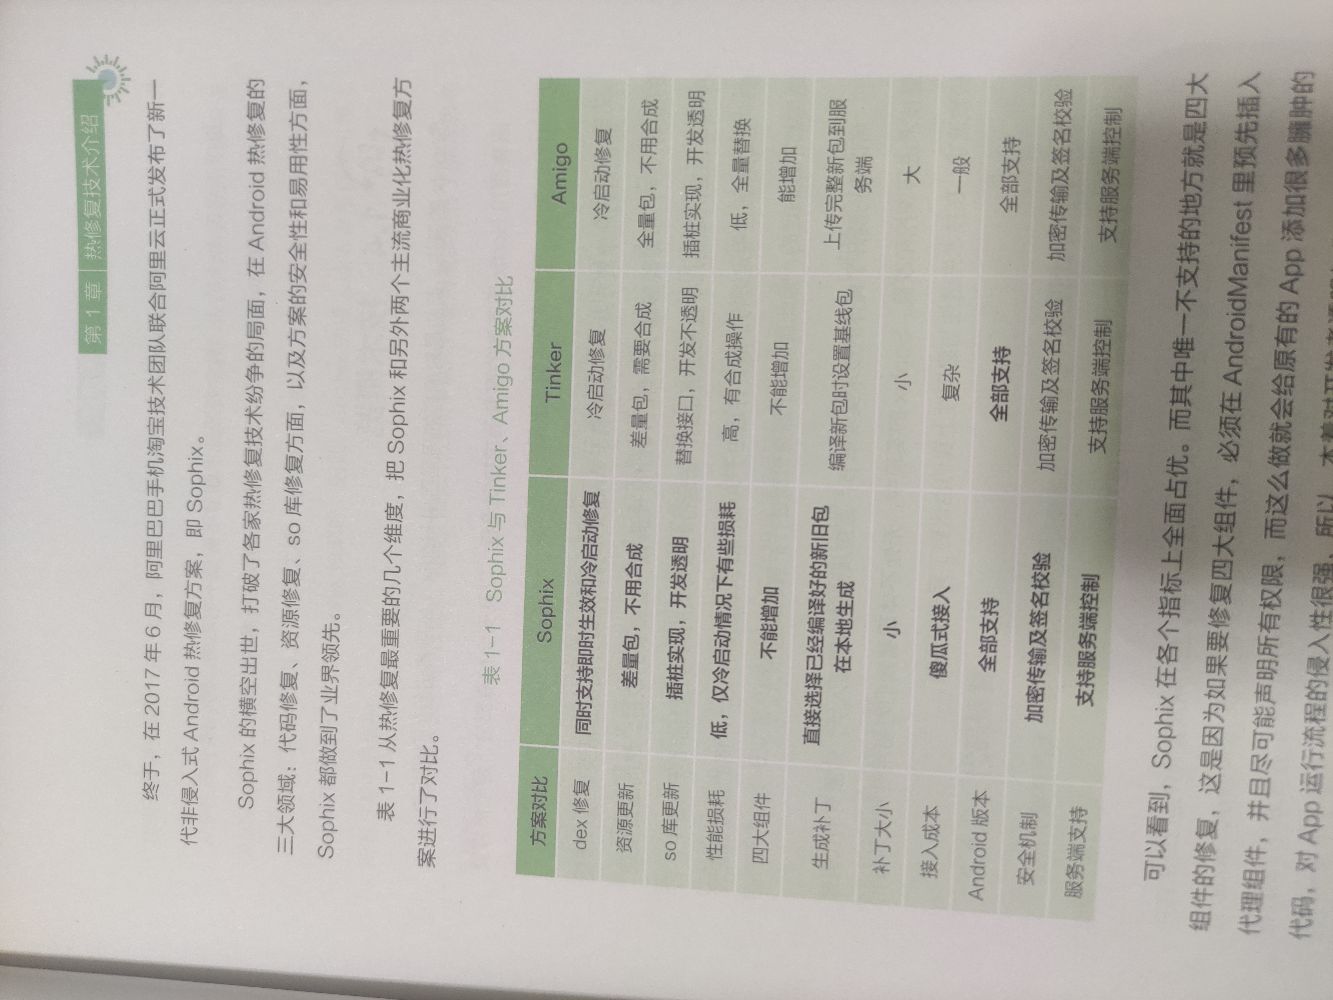 第 1 章 热修复技术介绍
终于，在 2017 年 6 月，阿里巴巴手机淘宝技术团队联合阿里云正式发布了新一
代非侵入式 Android 热修复方案，即 Sophix。
Sophix 的横空出世，打破了各家热修复技术纷争的局面，在 Android 热修复的
三大领域：代码修复、资源修复、so 库修复方面，以及方案的安全性和易用性方面，
Sophix 都做到了业界领先。
表 1-1 从热修复最重要的几个维度，把 Sophix 和另外两个主流商业化热修复方
案进行了对比。
表 1-1 Sophix 与 Tinker、Amigo 方案对比
方案对比 Sophix Tinker Amigo
dex 修复 同时支持即时生效和冷启动修复 冷启动修复 冷启动修复
资源更新 差量包，不用合成 差量包，需要合成 全量包，不用合成
so 库更新 插桩实现，开发透明 替换接口，开发不透明 插桩实现，开发透明
性能损耗 低，仅冷启动情况下有些损耗 高，有合成操作 低，全量替换
四大组件 不能增加 不能增加 能增加
生成补丁 直接选择已经编译好的新旧包 编译新包时设置基线包 上传完整新包到服
在本地生成 务端
补丁大小 小 小 大
接入成本 傻瓜式接入 复杂 一般
Android 版本 全部支持 全部支持 全部支持
安全机制 加密传输及签名校验 加密传输及签名校验 加密传输及签名校验
服务端支持 支持服务端控制 支持服务端控制 支持服务端控制
可以看到，Sophix 在各个指标上全面占优。而其中唯一不支持的地方就是四大
组件的修复，这是因为如果要修复四大组件，必须在 AndroidManifest 里预先插入
代理组件，并且尽可能声明所有权限，而这么做就会给原有的 App 添加很多臃肿的
代码，对 App 运行流程的侵入性很强，所以，本着对开发者